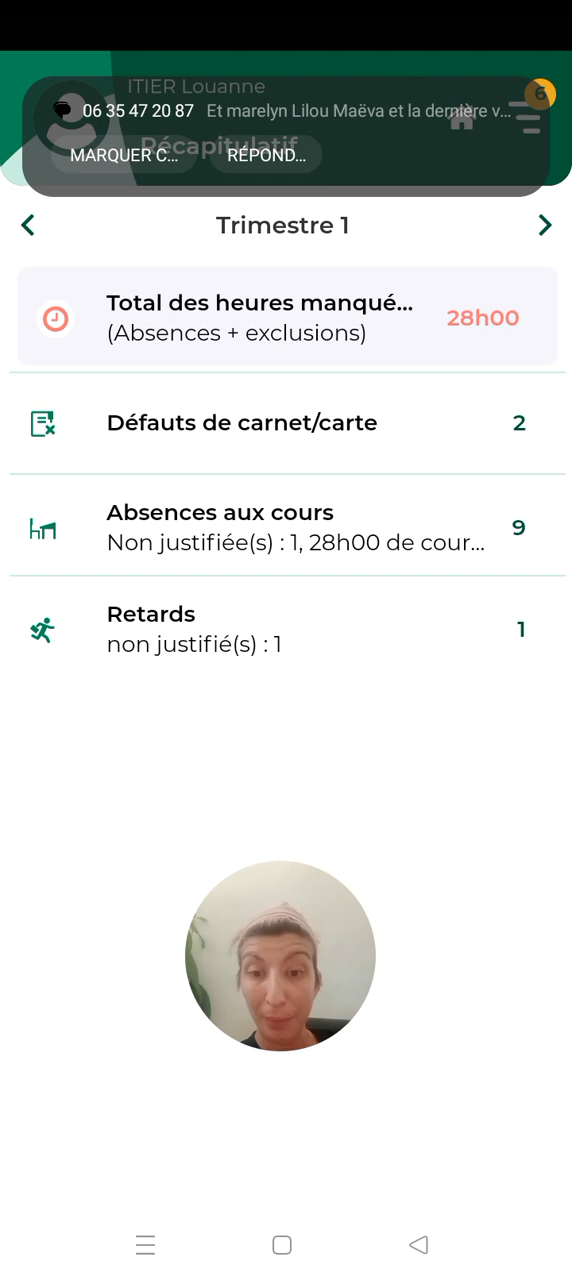 ITIER Louanne
6
06 35 47 20 87 Et marelyn Lilou Maëva et la dernière v...
Récapitulatif
MARQUER C... RÉPOND...
Trimestre 1
Total des heures manqué... 28h00
(Absences + exclusions)
Défauts de carnet/carte 2
Absences aux cours 9
Non justifiée(s) : 1, 28h00 de cour...
Retards 1
non justifié(s) : 1